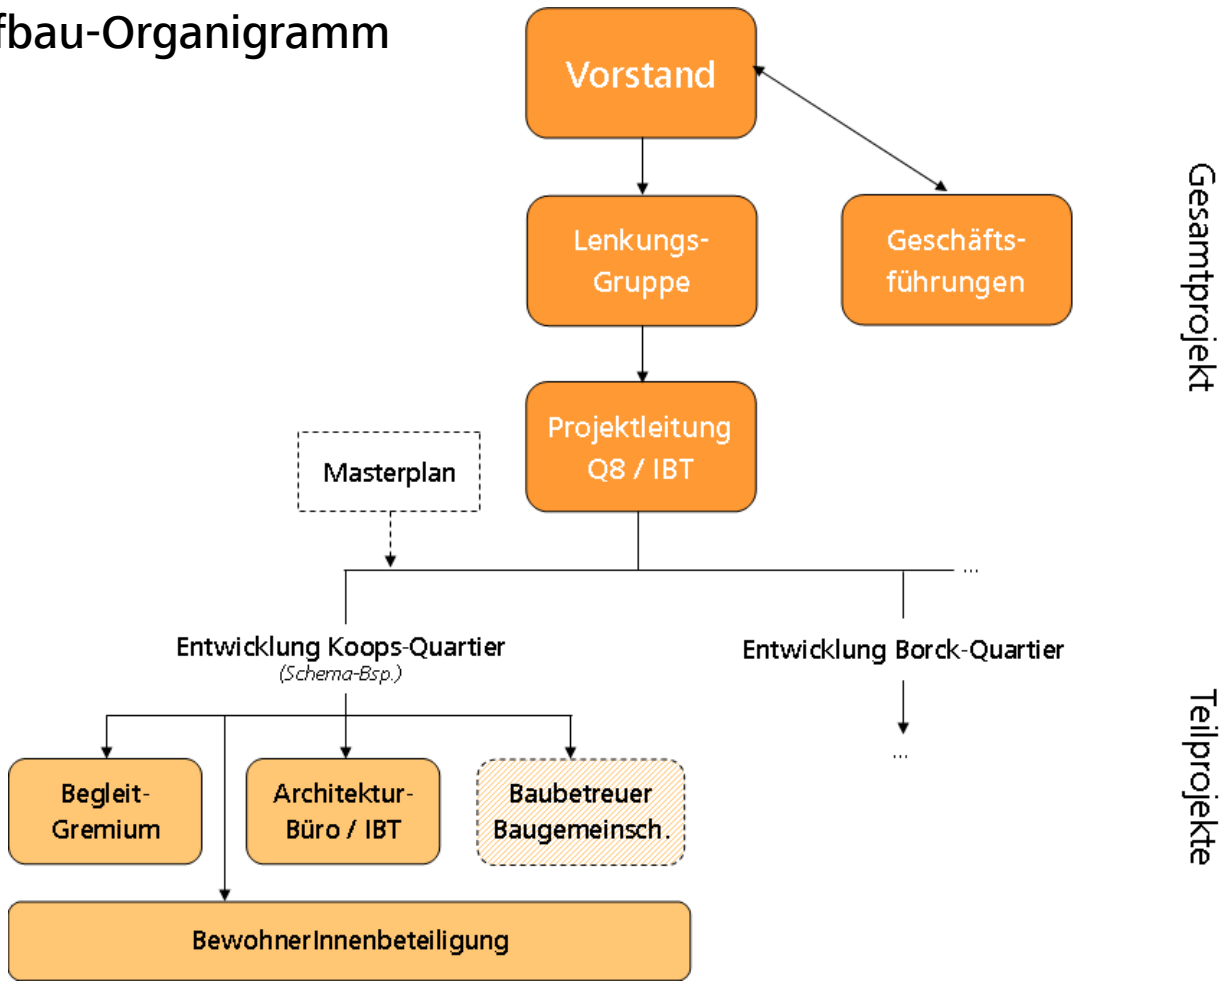 fbau-Organigramm
Vorstand
Lenkungs-
Gruppe
Geschäfts-
führungen
Gesamtprojekt
Projektleitung
Q8 / IBT
Masterplan
...
Entwicklung Koops-Quartier
(Schema-Bsp.)
Entwicklung Borck-Quartier
...
Teilprojekte
Begleit-
Gremium
Architektur-
Büro / IBT
Baubetreuer
Baugemeinsch.
BewohnerInnenbeteiligung